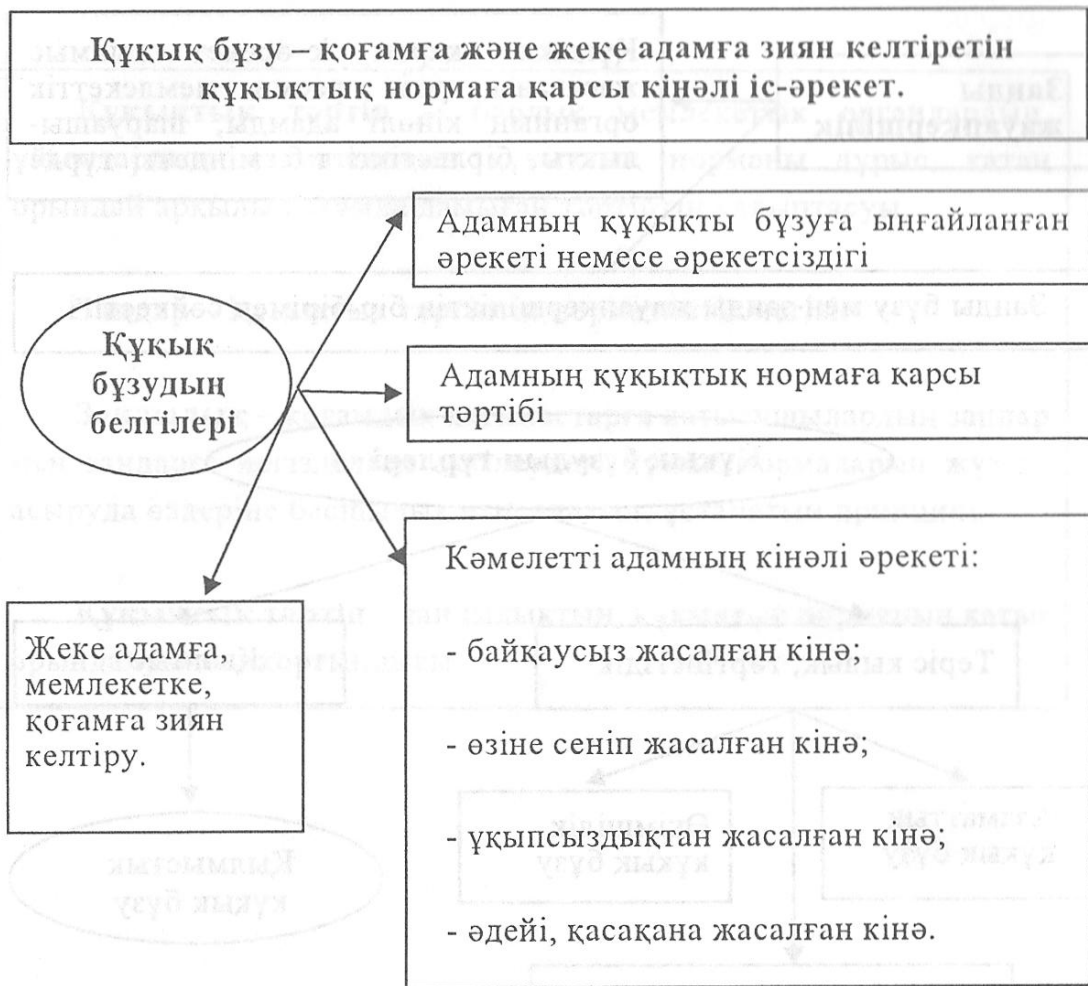 Құқық бұзу – қоғамға және жеке адамға зиян келтіретін
құқықтық нормаға қарсы кінәлі іс-әрекет.
Адамның құқықты бұзуға ыңғайланған
әрекеті немесе әрекетсіздігі
Құқық
бұзудың
белгілері
Адамның құқықтық нормаға қарсы
тәртібі
Кәмелетті адамның кінәлі әрекеті:
- байқаусыз жасалған кінә;
- өзіне сеніп жасалған кінә;
- ұқыпсыздықтан жасалған кінә;
- әдейі, қасақана жасалған кінә.
Жеке адамға,
мемлекетке,
қоғамға зиян
келтіру.